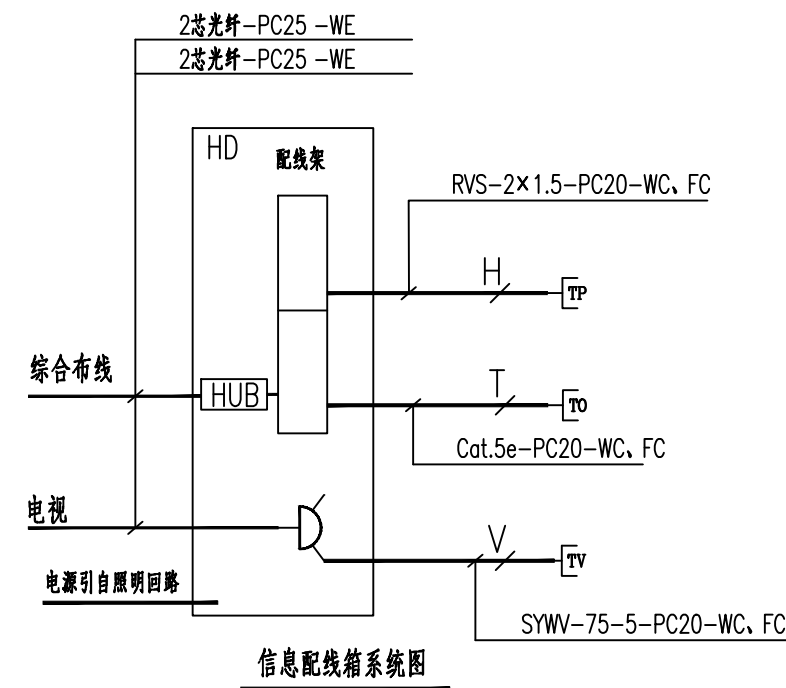 2芯光纤-PC25 -WE
2芯光纤-PC25 -WE
HD
配线架
RVS-2×1.5-PC20-WC、FC
H
TP
综合布线
HUB
T
TO
Cat.5e-PC20-WC、FC
电视
V
TV
电源引自照明回路
SYWV-75-5-PC20-WC、FC
信息配线箱系统图